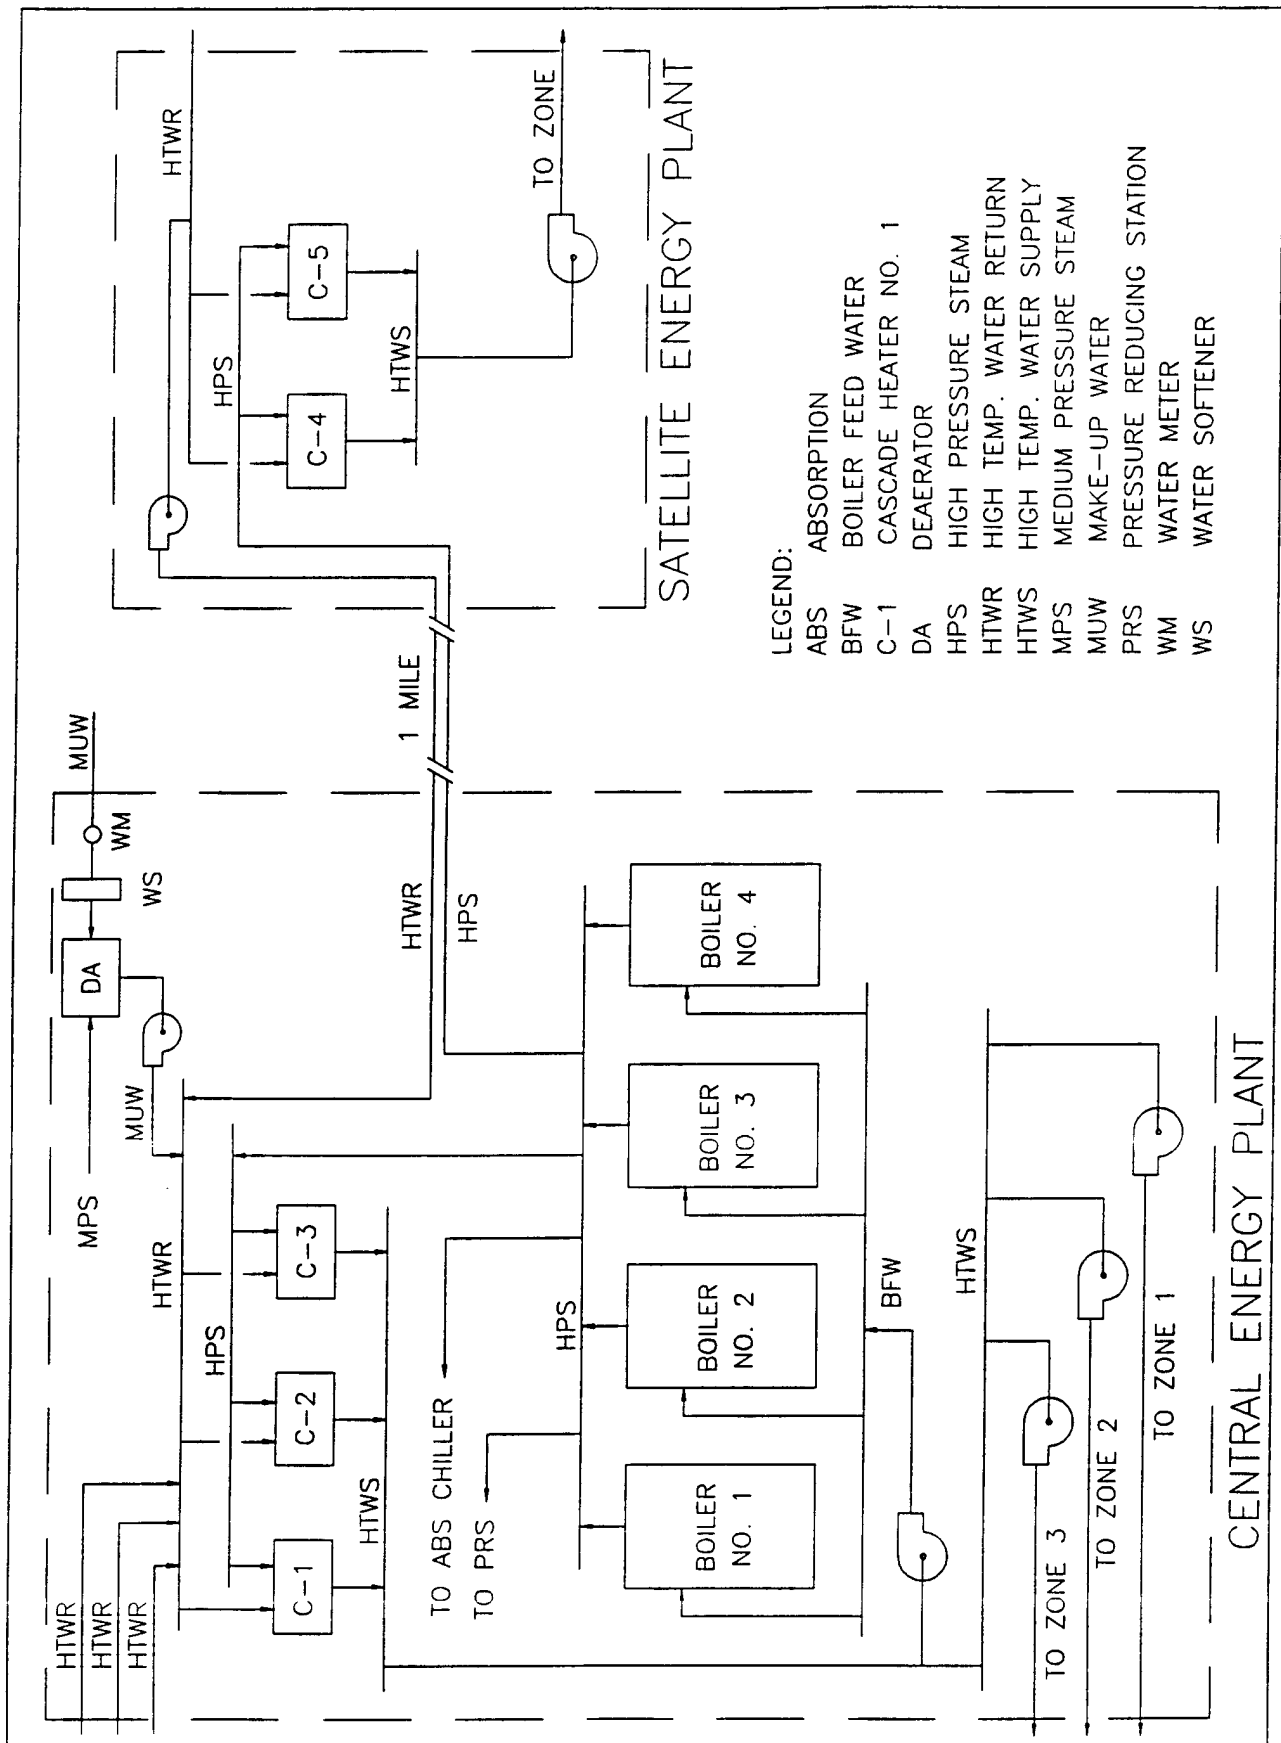 HTWR
HTWR
HTWR
MPS
DA
WS
WM
MUW
MUW
HTWR
HPS
C-1
C-2
C-3
HTWS
TO ABS CHILLER
TO PRS
HPS
BOILER
NO. 1
BOILER
NO. 2
BOILER
NO. 3
BOILER
NO. 4
BFW
HTWS
TO ZONE 3
TO ZONE 2
TO ZONE 1
CENTRAL ENERGY PLANT
HTWR
HPS
1 MILE
HTWR
HPS
C-4
C-5
HTWS
TO ZONE
SATELLITE ENERGY PLANT
LEGEND:
ABS ABSORPTION
BFW BOILER FEED WATER
C-1 CASCADE HEATER NO. 1
DA DEAERATOR
HPS HIGH PRESSURE STEAM
HTWR HIGH TEMP. WATER RETURN
HTWS HIGH TEMP. WATER SUPPLY
MPS MEDIUM PRESSURE STEAM
MUW MAKE-UP WATER
PRS PRESSURE REDUCING STATION
WM WATER METER
WS WATER SOFTENER